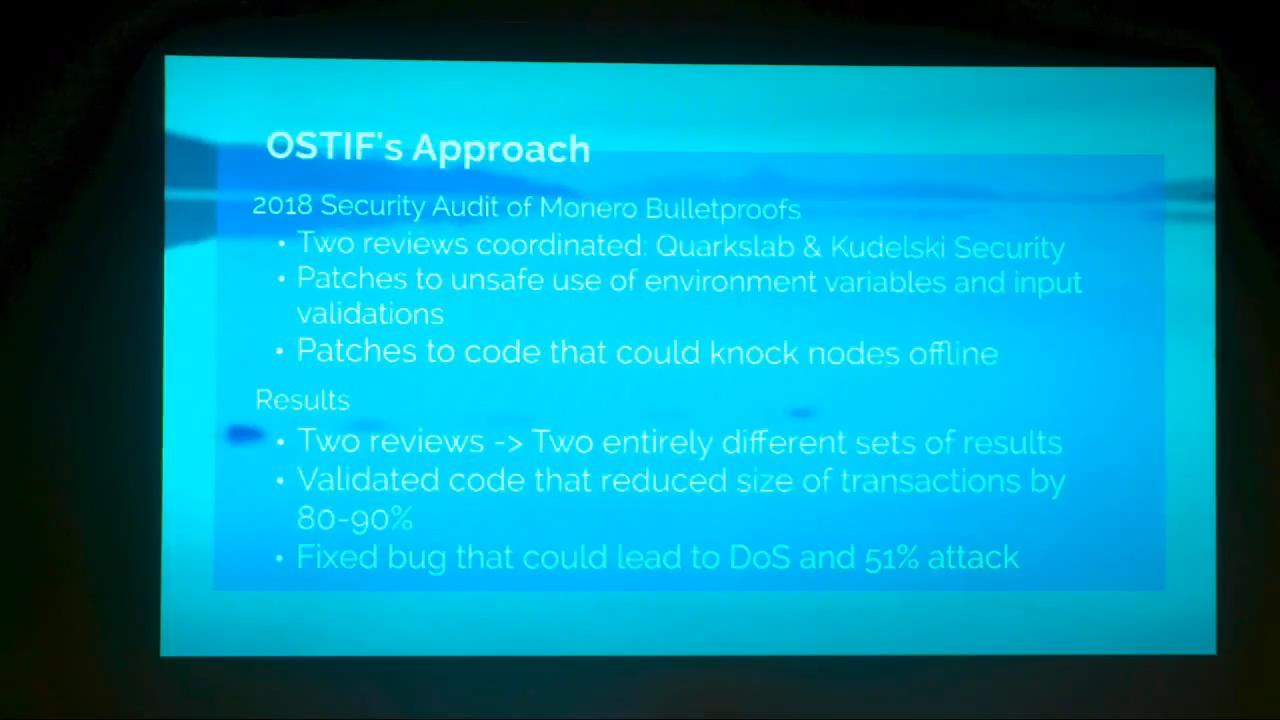 OSTIF's Approach
2018 Security Audit of Monero Bulletproofs
• Two reviews coordinated: Quarkslab & Kudelski Security
• Patches to unsafe use of environment variables and input
validations
• Patches to code that could knock nodes offline
Results
• Two reviews -> Two entirely different sets of results
• Validated code that reduced size of transactions by
80-90%
• Fixed bug that could lead to DoS and 51% attack